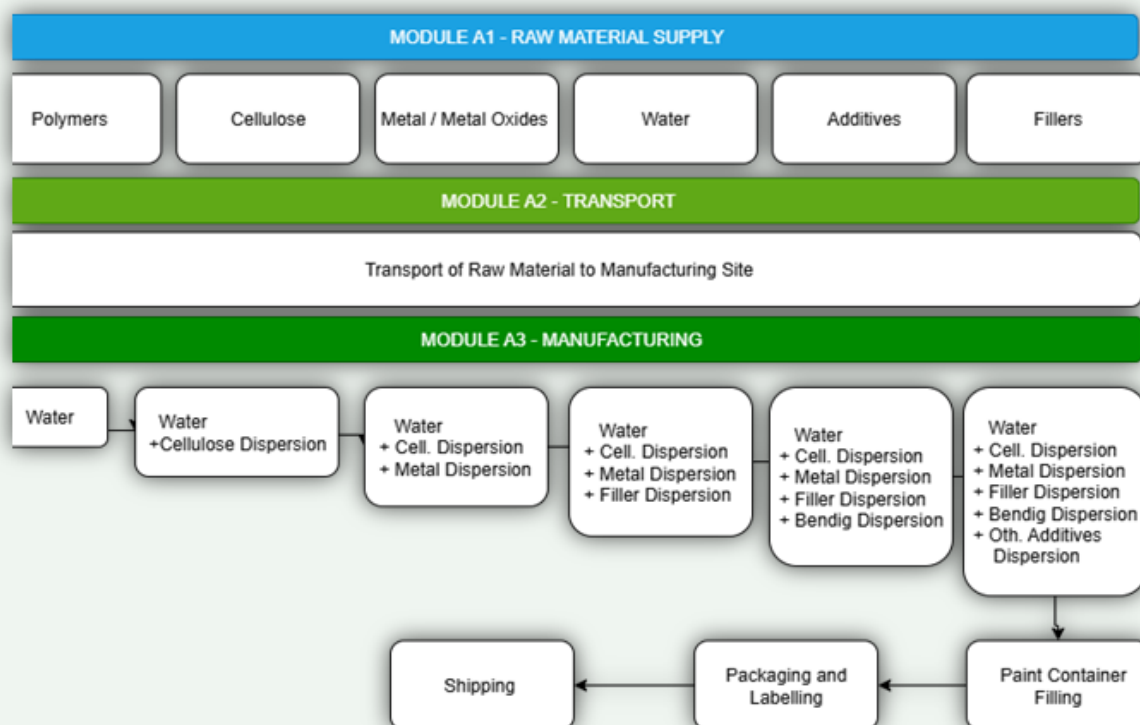 MODULE A1 - RAW MATERIAL SUPPLY
Polymers
Cellulose
Metal / Metal Oxides
Water
Additives
Fillers
MODULE A2 - TRANSPORT
Transport of Raw Material to Manufacturing Site
MODULE A3 - MANUFACTURING
Water
Water
+Cellulose Dispersion
Water
+ Cell. Dispersion
+ Metal Dispersion
Water
+ Cell. Dispersion
+ Metal Dispersion
+ Filler Dispersion
Water
+ Cell. Dispersion
+ Metal Dispersion
+ Filler Dispersion
+ Bendig Dispersion
Water
+ Cell. Dispersion
+ Metal Dispersion
+ Filler Dispersion
+ Bendig Dispersion
+ Oth. Additives
Dispersion
Shipping
Packaging and
Labelling
Paint Container
Filling